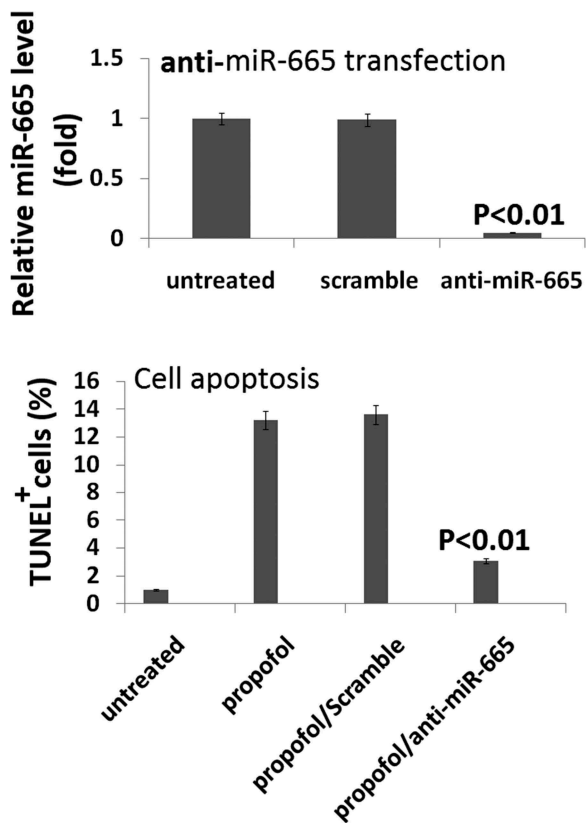 anti-miR-665 transfection
Relative miR-665 level
(fold)
1.5
1
0.5
0
P<0.01
untreated scramble anti-miR-665
Cell apoptosis
TUNEL+cells (%)
16
14
12
10
8
6
4
2
0
P<0.01
untreated
propofol
propofol/Scramble
propofol/anti-miR-665